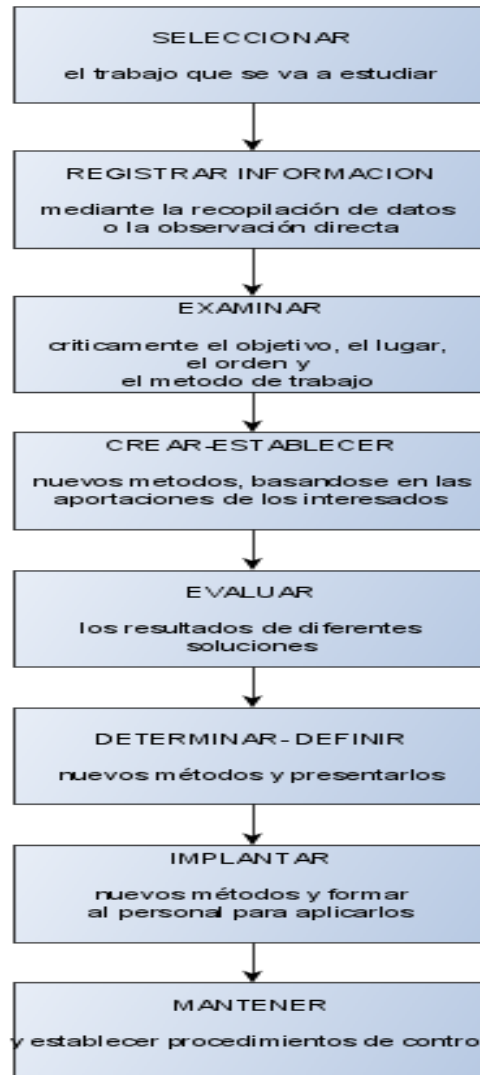 SELECCIONAR
el trabajo que se va a estudiar
REGISTRAR INFORMACION
mediante la recopilación de datos
o la observación directa
EXAMINAR
criticamente el objetivo, el lugar,
el orden y
el metodo de trabajo
CREAR-ESTABLECER
nuevos metodos, basandose en las
aportaciones de los interesados
EVALUAR
los resultados de diferentes
soluciones
DETERMINAR-DEFINIR
nuevos métodos y presentarlos
IMPLANTAR
nuevos métodos y formar
al personal para aplicarlos
MANTENER
y establecer procedimientos de contro